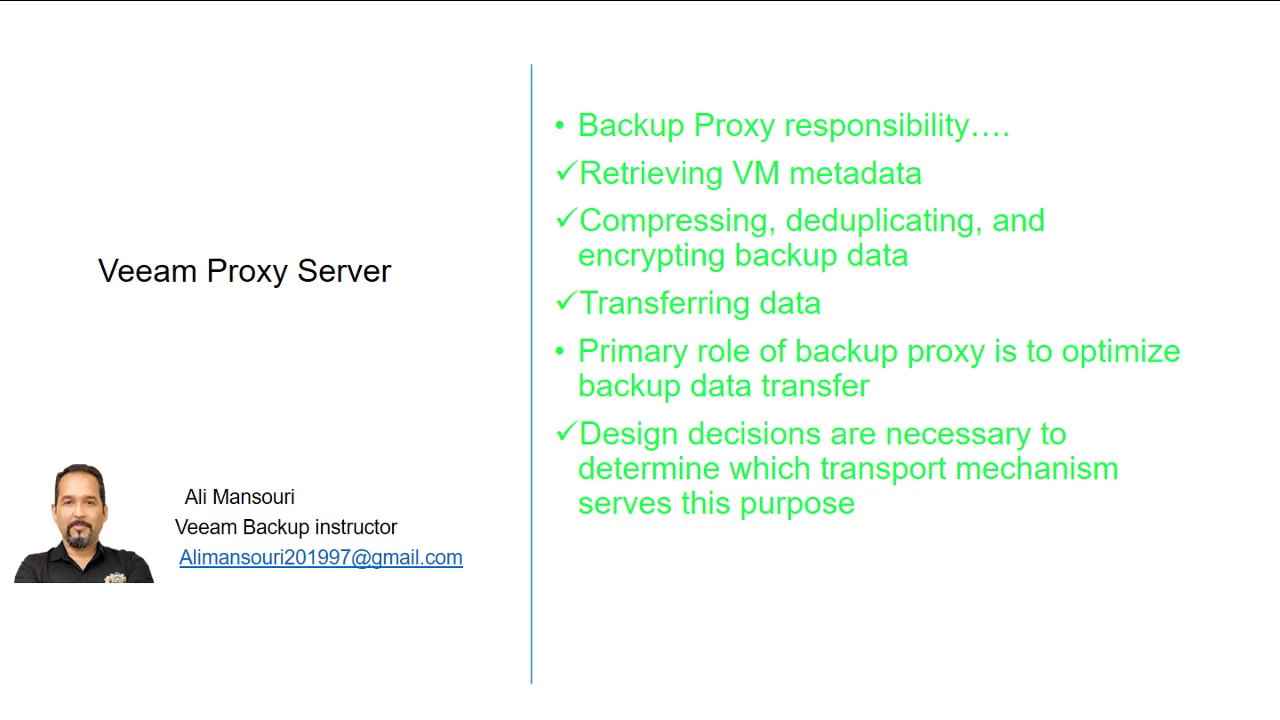 Veeam Proxy Server
Ali Mansouri
Veeam Backup instructor
Alimansouri201997@gmail.com
• Backup Proxy responsibility….
✓Retrieving VM metadata
✓Compressing, deduplicating, and
encrypting backup data
✓Transferring data
• Primary role of backup proxy is to optimize
backup data transfer
✓Design decisions are necessary to
determine which transport mechanism
serves this purpose